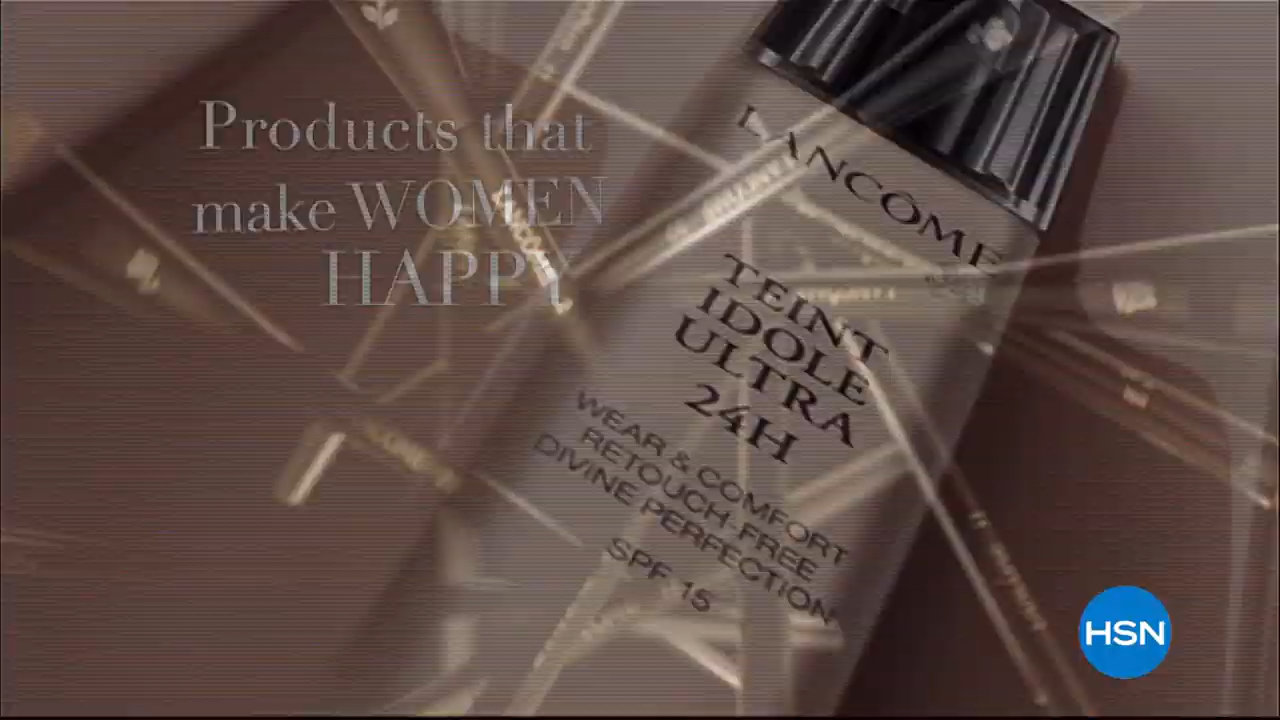 Products that
make WOMEN
HAPPY
LANCÔME
TEINT
IDOLE
ULTRA
24H
WEAR & COMFORT
RETOUCH-FREE
DIVINE PERFECTION
SPF 15
HSN